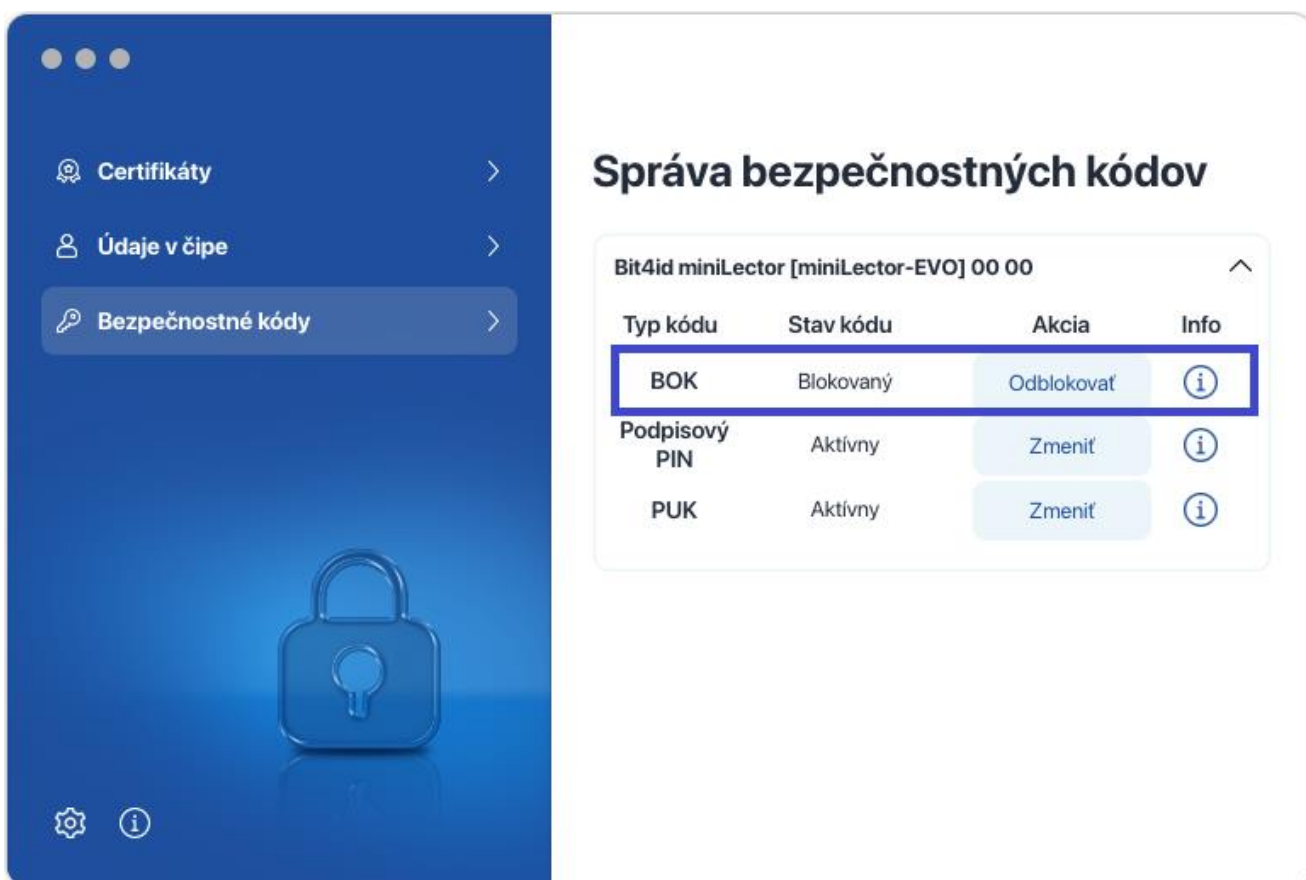 Certifikáty
Údaje v čipe
Bezpečnostné kódy
Správa bezpečnostných kódov
Bit4id miniLector [miniLector-EVO] 00 00
Typ kódu Stav kódu Akcia Info
BOK Blokovaný Odblokovať
Podpisový
PIN Aktívny Zmeniť
PUK Aktívny Zmeniť